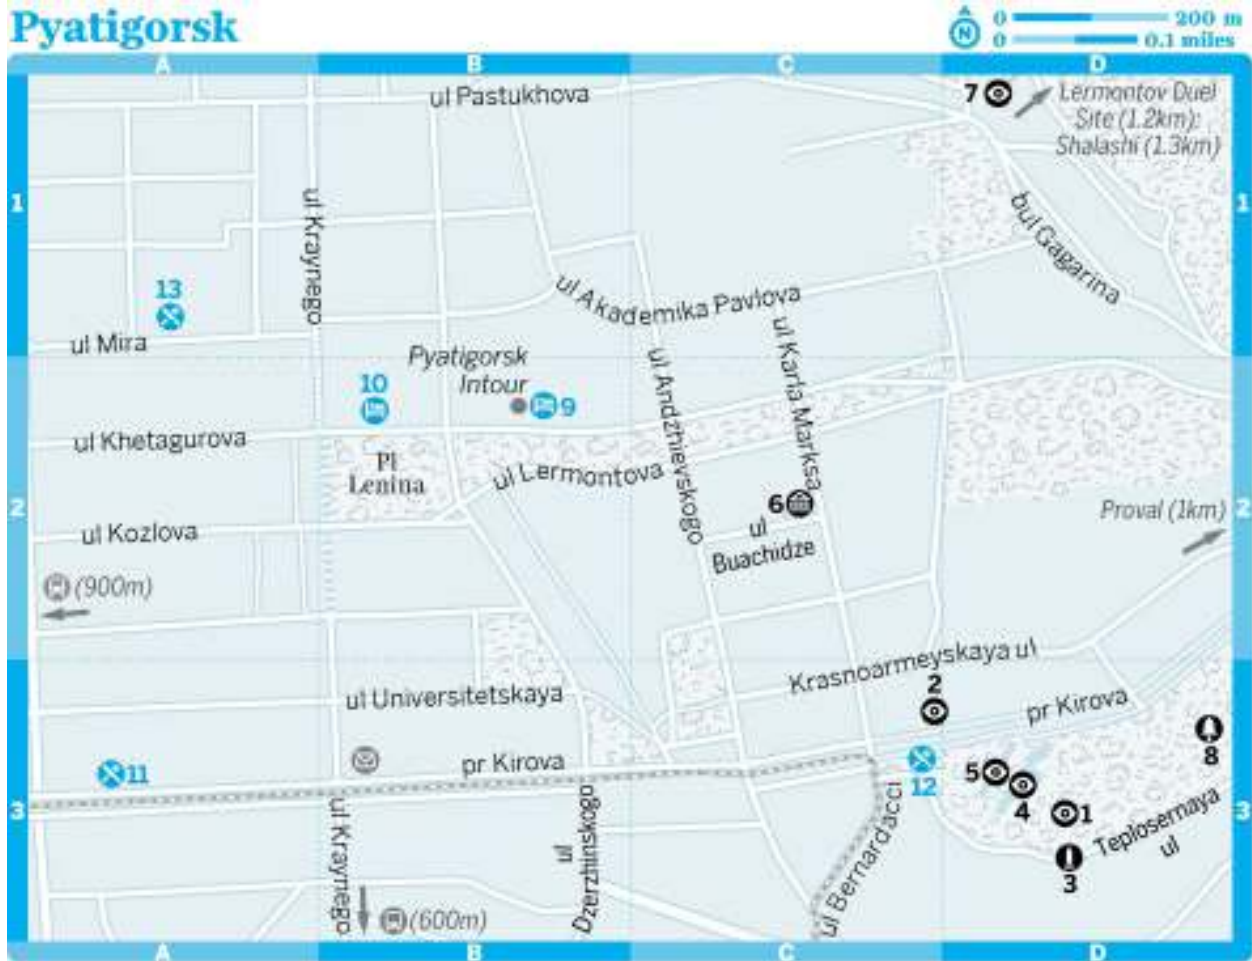 Pyatigorsk
N
0 200 m
0 0.1 miles
A B C D
ul Pastukhova
7
Lermontov Duel
Site (1.2km);
Shalashi (1.3km)
1
1
ul Kraynego
bul Gagarina
13
ul Akademika Pavlova
ul Mira
ul Karla Marksa
Pyatigorsk
Intour
10
9
ul Andzhievskogo
ul Khetagurova
Pl
Lenina
ul Lermontova
2
2
6
Proval (1km)
ul Kozlova
ul
Buachidze
(900m)
Krasnoarmeyskaya ul
2
ul Universitetskaya
pr Kirova
8
pr Kirova
11
12
5
4
1
3
3
ul Kraynego
ul
Dzerzhinskogo
ul Bernardacci
Teplosernaya
ul
3
(600m)
A B C D